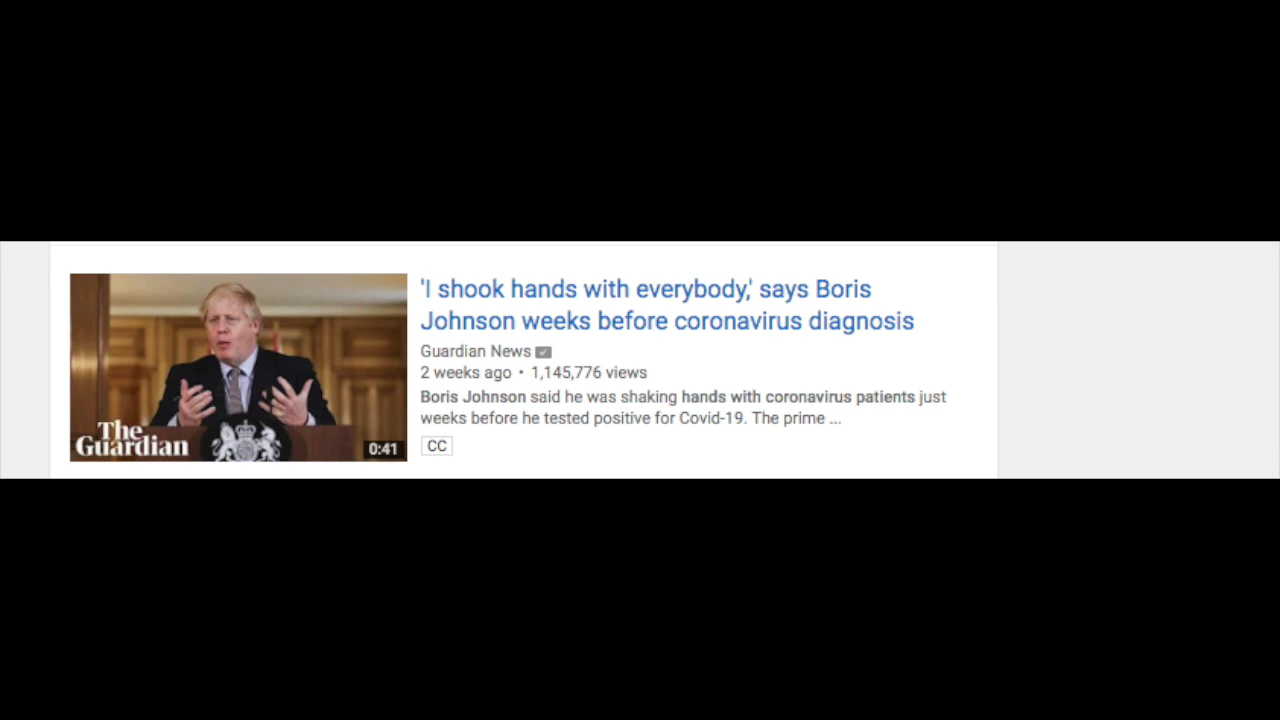 'I shook hands with everybody,' says Boris
Johnson weeks before coronavirus diagnosis
Guardian News
2 weeks ago • 1,145,776 views
Boris Johnson said he was shaking hands with coronavirus patients just
weeks before he tested positive for Covid-19. The prime ...
CC
The
Guardian
0:41